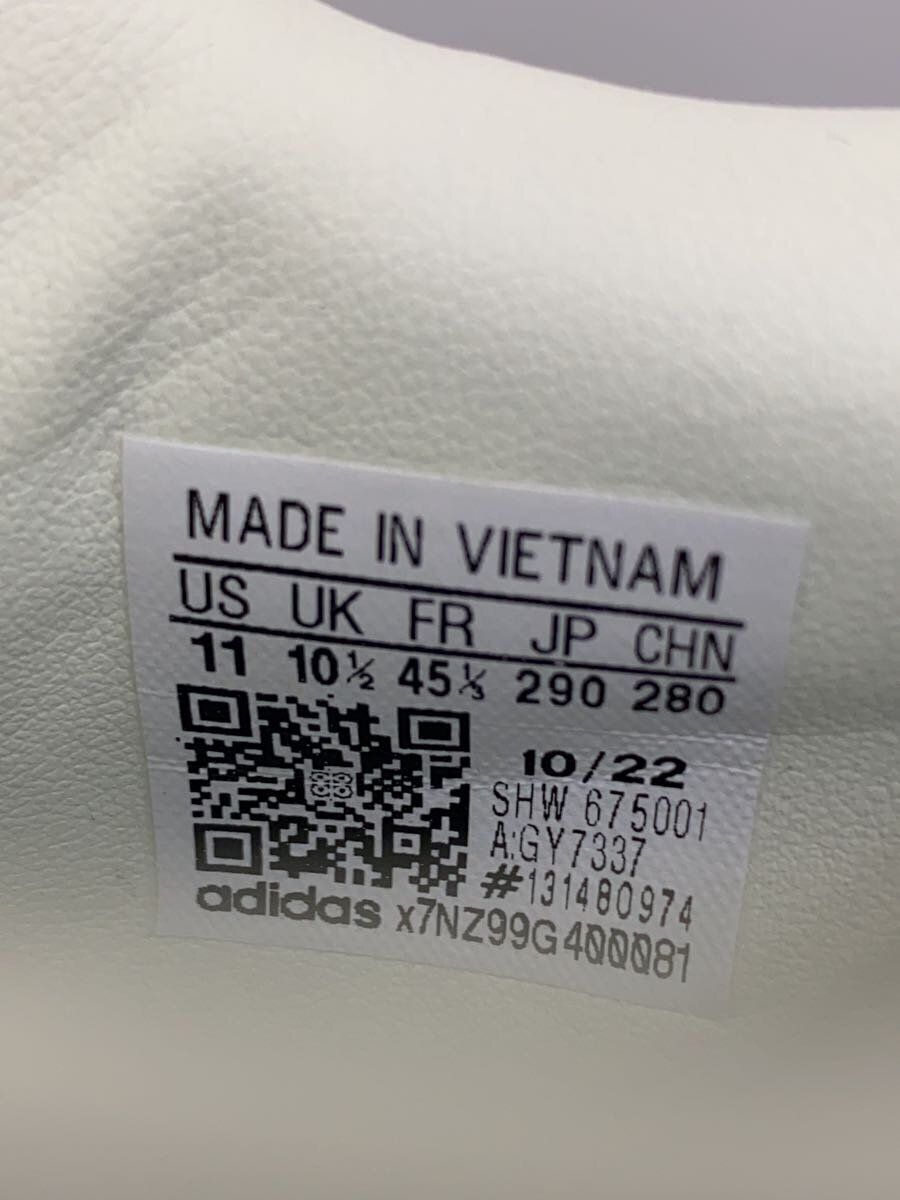 MADE IN VIETNAM
US UK FR JP CHN
11 10½ 45⅓ 290 280
10/22
SHW 675001
A:GY7337
#131480974
adidas x7NZ99G400081